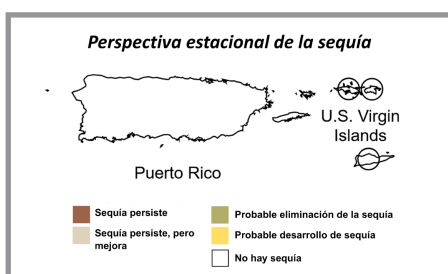 Perspectiva estacional de la sequía
U.S. Virgin
Islands
Puerto Rico
Sequía persiste
Sequía persiste, pero
mejora
Probable eliminación de la sequía
Probable desarrollo de sequía
No hay sequía